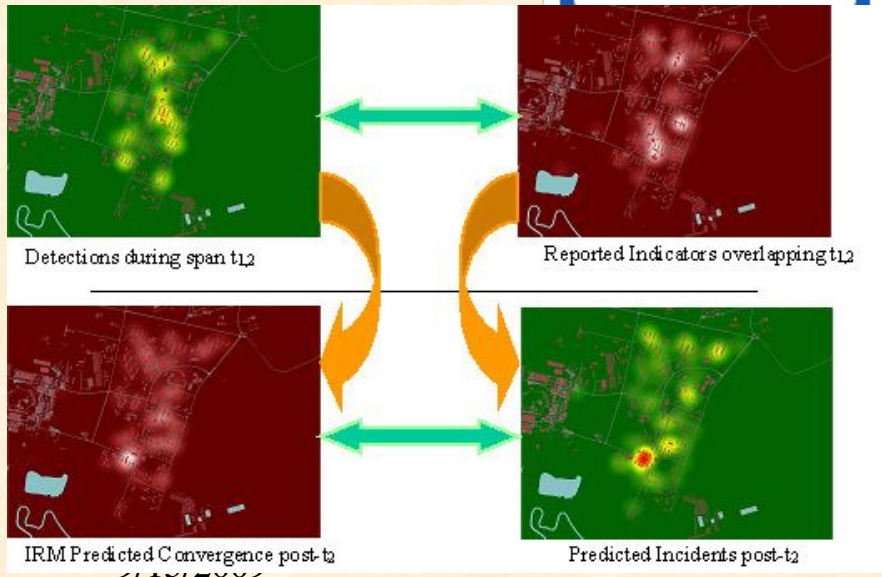 Detections during span t1,2
Reported Indicators overlapping t1,2
IRM Predicted Convergence post-t2
Predicted Incidents post-t2